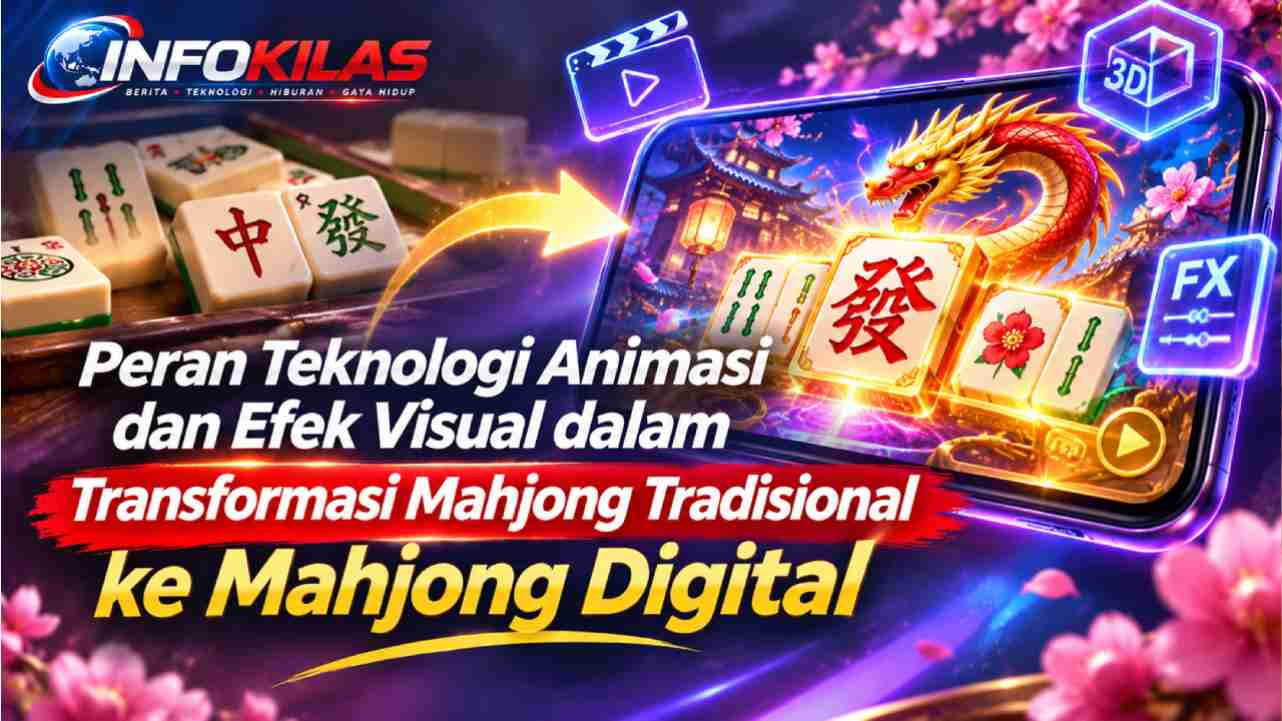 INFOKILAS
BERITA • TEKNOLOGI • HIBURAN • GAYA HIDUP
3D
中
發
FX
發
Peran Teknologi Animasi
dan Efek Visual dalam
Transformasi Mahjong Tradisional
ke Mahjong Digital